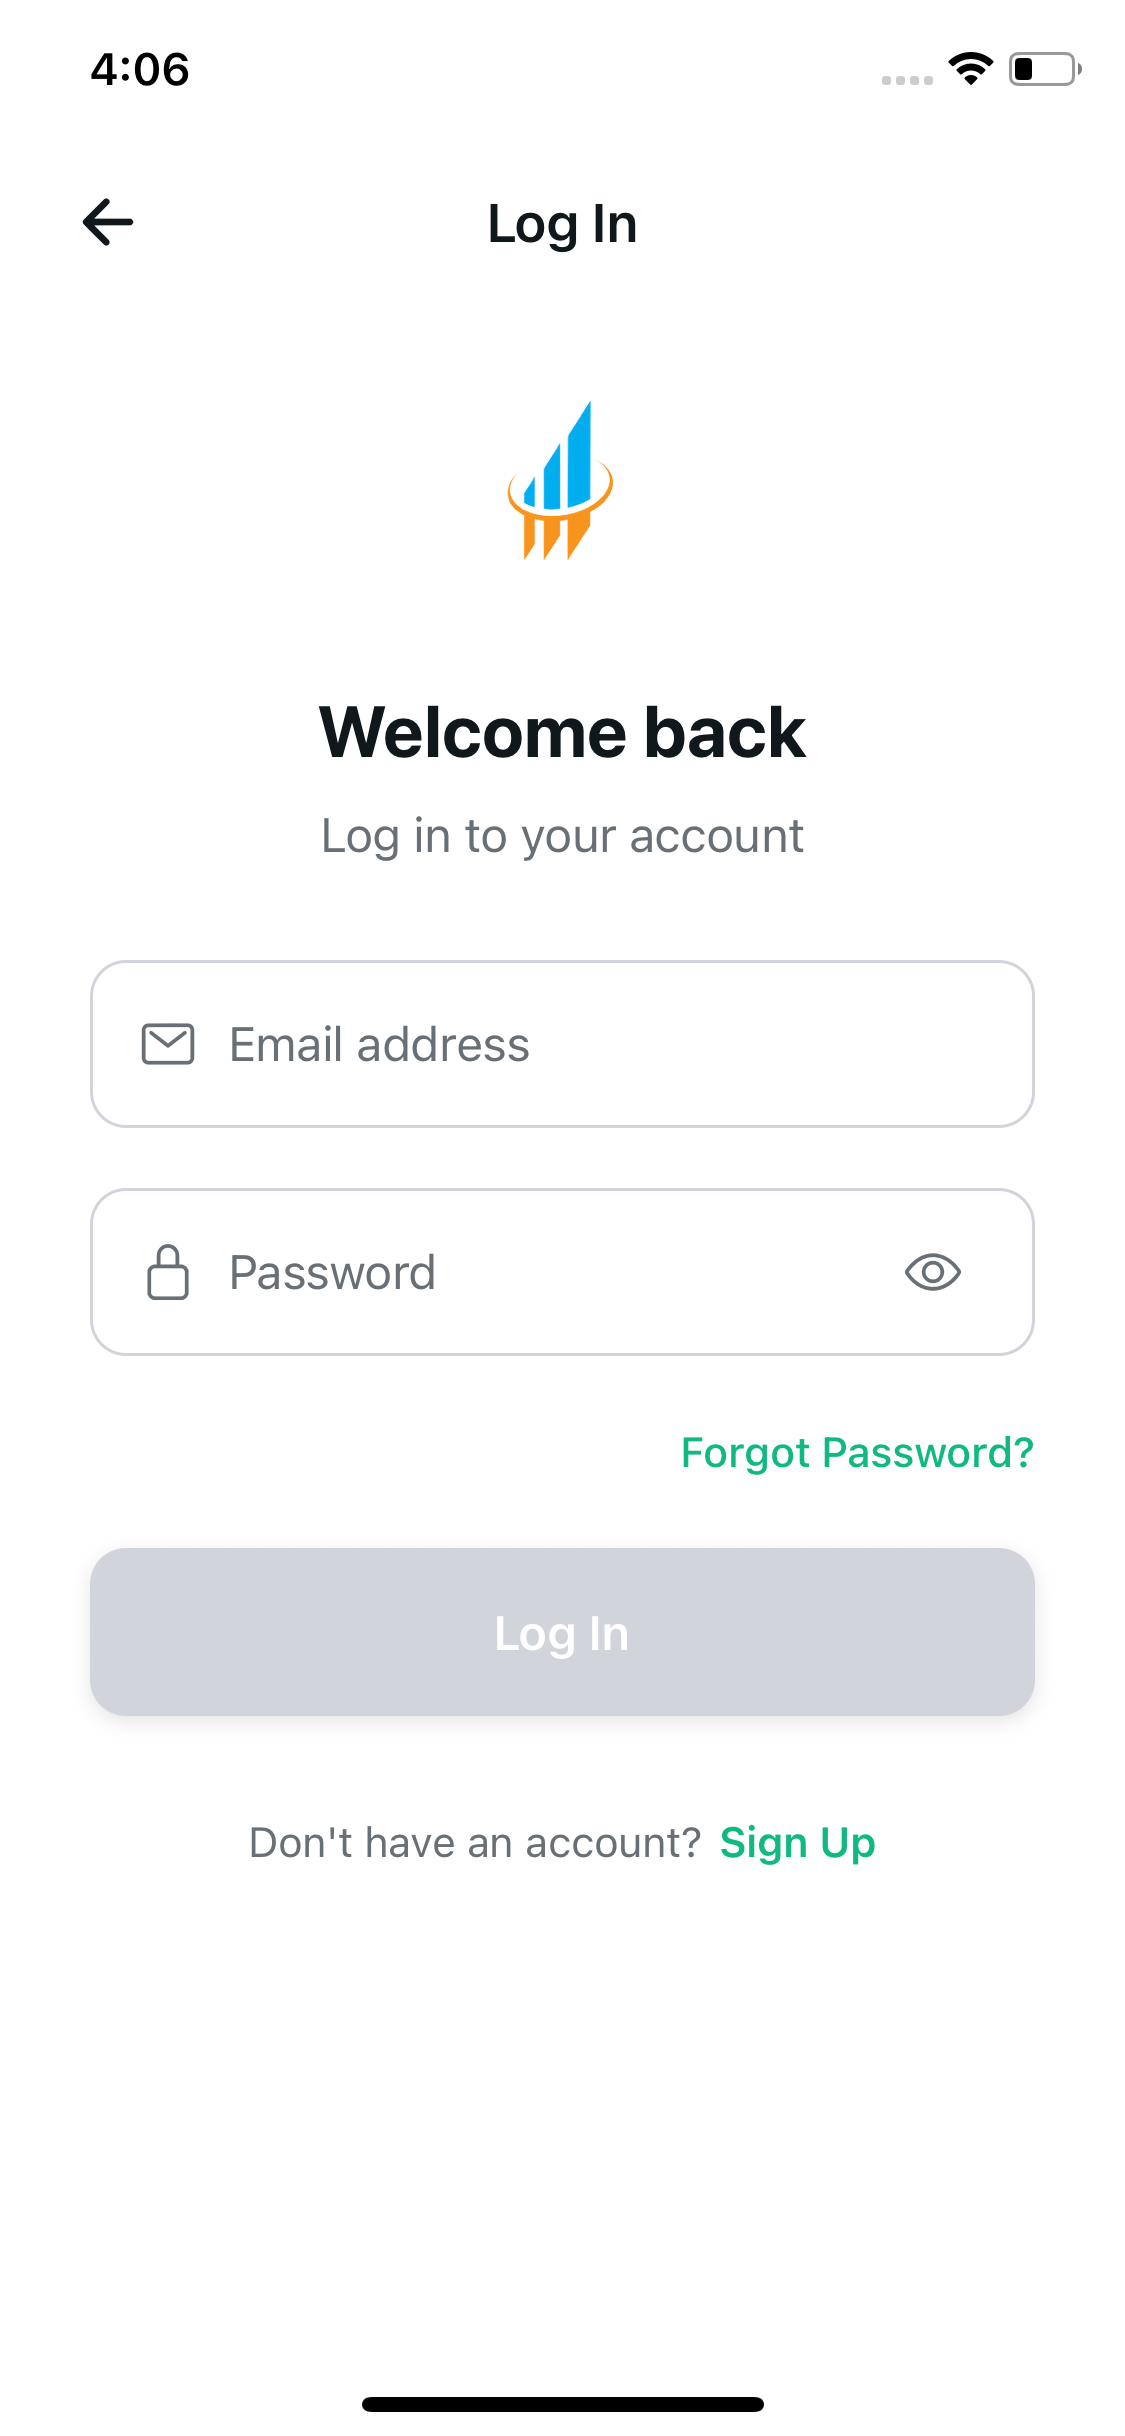 4:06
Log In
Welcome back
Log in to your account
Email address
Password
Forgot Password?
Log In
Don't have an account? Sign Up